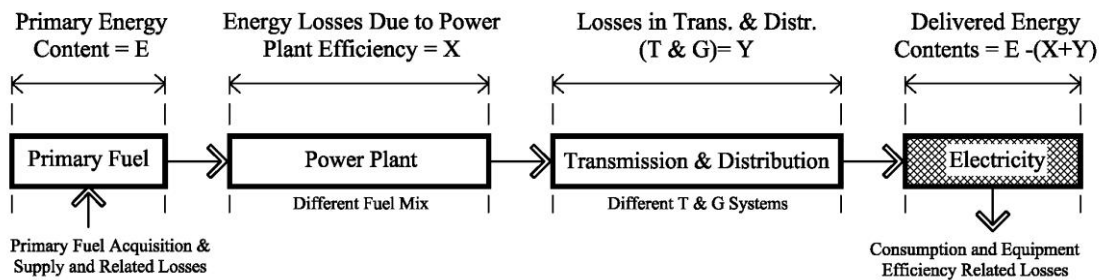 Primary Energy
Content = E
Energy Losses Due to Power
Plant Efficiency = X
Losses in Trans. & Distr.
(T & G)= Y
Delivered Energy
Contents = E -(X+Y)
Primary Fuel
Power Plant
Transmission & Distribution
Electricity
Different Fuel Mix
Different T & G Systems
Primary Fuel Acquisition &
Supply and Related Losses
Consumption and Equipment
Efficiency Related Losses